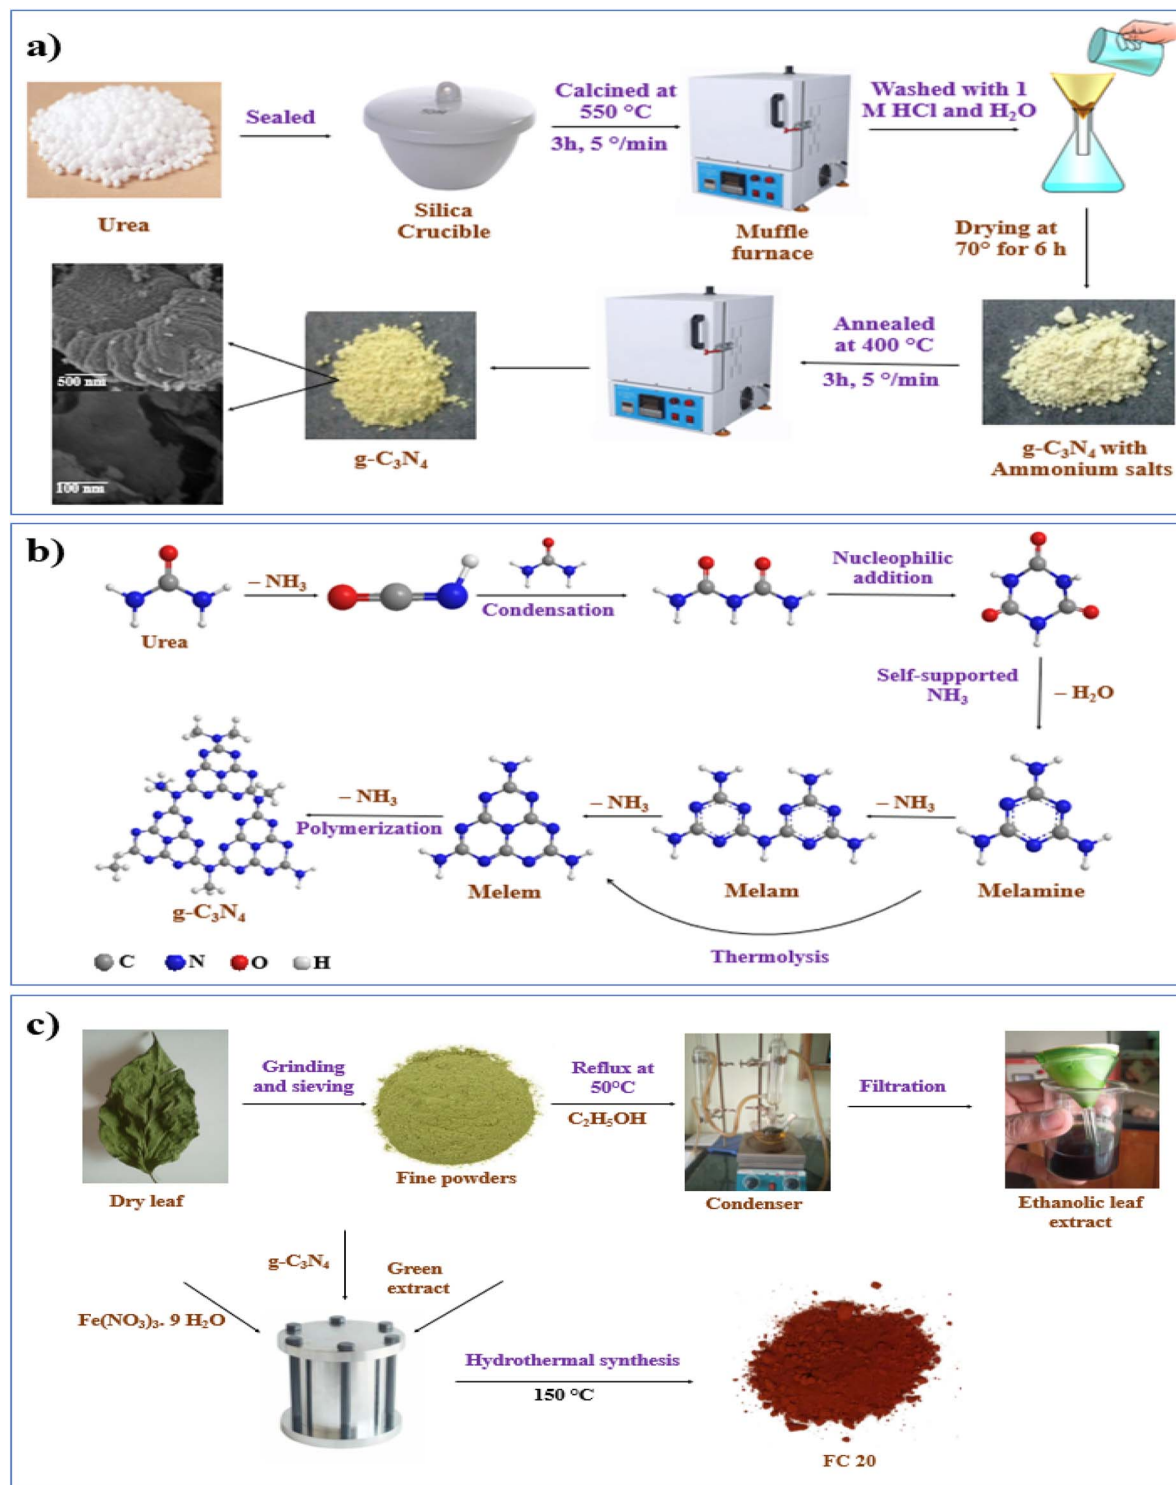 a)
Sealed
Calcined at
550 °C
3h, 5 °/min
Washed with 1
M HCl and H₂O
Urea
Silica
Crucible
Muffle
furnace
Drying at
70° for 6 h
500 nm
100 nm
g-C₃N₄
Annealed
at 400 °C
3h, 5 °/min
g-C₃N₄ with
Ammonium salts
b)
– NH₃
Condensation
Nucleophilic
addition
Urea
Self-supported
NH₃
– H₂O
– NH₃
Polymerization
– NH₃
– NH₃
g-C₃N₄
Melem
Melam
Melamine
Thermolysis
C N O H
c)
Grinding
and sieving
Reflux at
50°C
C₂H₅OH
Filtration
Dry leaf
Fine powders
Condenser
Ethanolic leaf
extract
g-C₃N₄
Green
extract
Fe(NO₃)₃. 9 H₂O
Hydrothermal synthesis
150 °C
FC 20